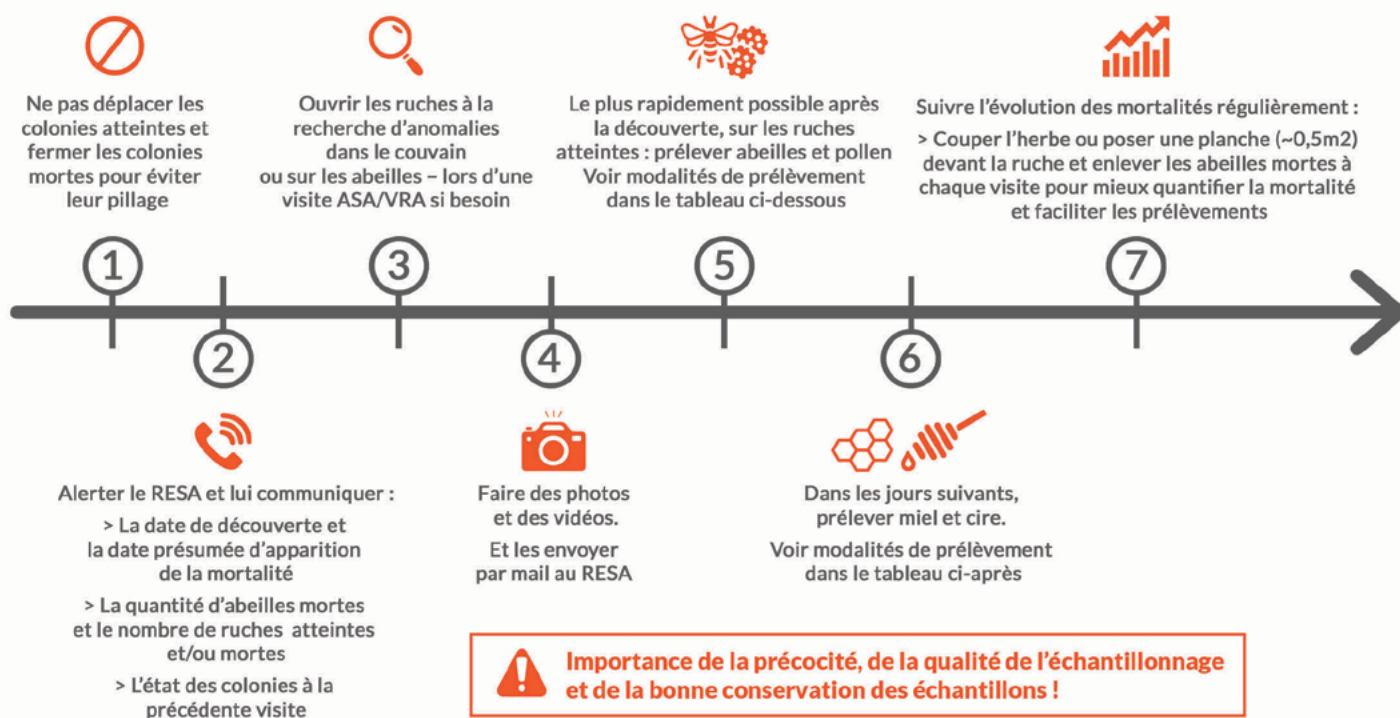 Ne pas déplacer les
colonies atteintes et
fermer les colonies
mortes pour éviter
leur pillage
1
Alerter le RESA et lui communiquer :
> La date de découverte et
la date présumée d'apparition
de la mortalité
> La quantité d'abeilles mortes
et le nombre de ruches atteintes
et/ou mortes
> L'état des colonies à la
précédente visite
2
Ouvrir les ruches à la
recherche d'anomalies
dans le couvain
ou sur les abeilles – lors d'une
visite ASA/VRA si besoin
3
Faire des photos
et des vidéos.
Et les envoyer
par mail au RESA
4
Le plus rapidement possible après
la découverte, sur les ruches
atteintes : prélever abeilles et pollen
Voir modalités de prélèvement
dans le tableau ci-dessous
5
Dans les jours suivants,
prélever miel et cire.
Voir modalités de prélèvement
dans le tableau ci-après
6
Suivre l'évolution des mortalités régulièrement :
> Couper l'herbe ou poser une planche (~0,5m2)
devant la ruche et enlever les abeilles mortes à
chaque visite pour mieux quantifier la mortalité
et faciliter les prélèvements
7
Importance de la précocité, de la qualité de l'échantillonnage
et de la bonne conservation des échantillons !